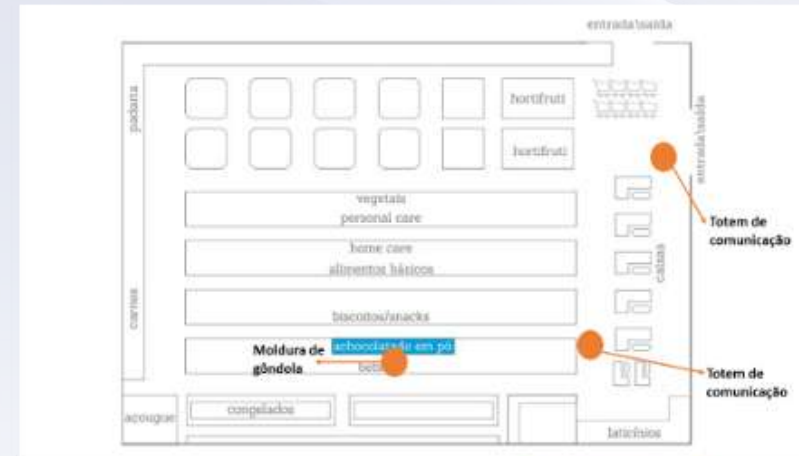 entrada\saída
padaria
hortifruti
entrada\saída
hortifruti
vegetais
personal care
Totem de
comunicação
home care
alimentos básicos
caixas
carnes
biscoitos/snacks
achocolatado em pó
Moldura de
gôndola
Totem de
comunicação
congelados
açougue
laticínios